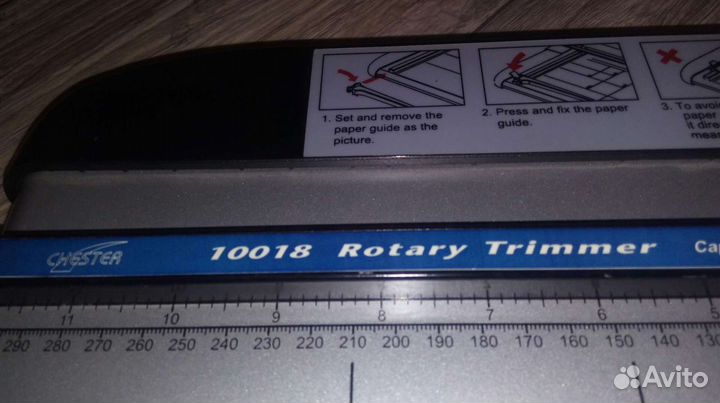 1. Set and remove the
paper guide as the
picture.
2. Press and fix the paper
guide.
3. To
paper
it
CHESTER 10018 Rotary Trimmer
11 10 9 8 7 6 5
290 280 270 260 250 240 230 220 210 200 190 180 170 160 150 140 130
Avito